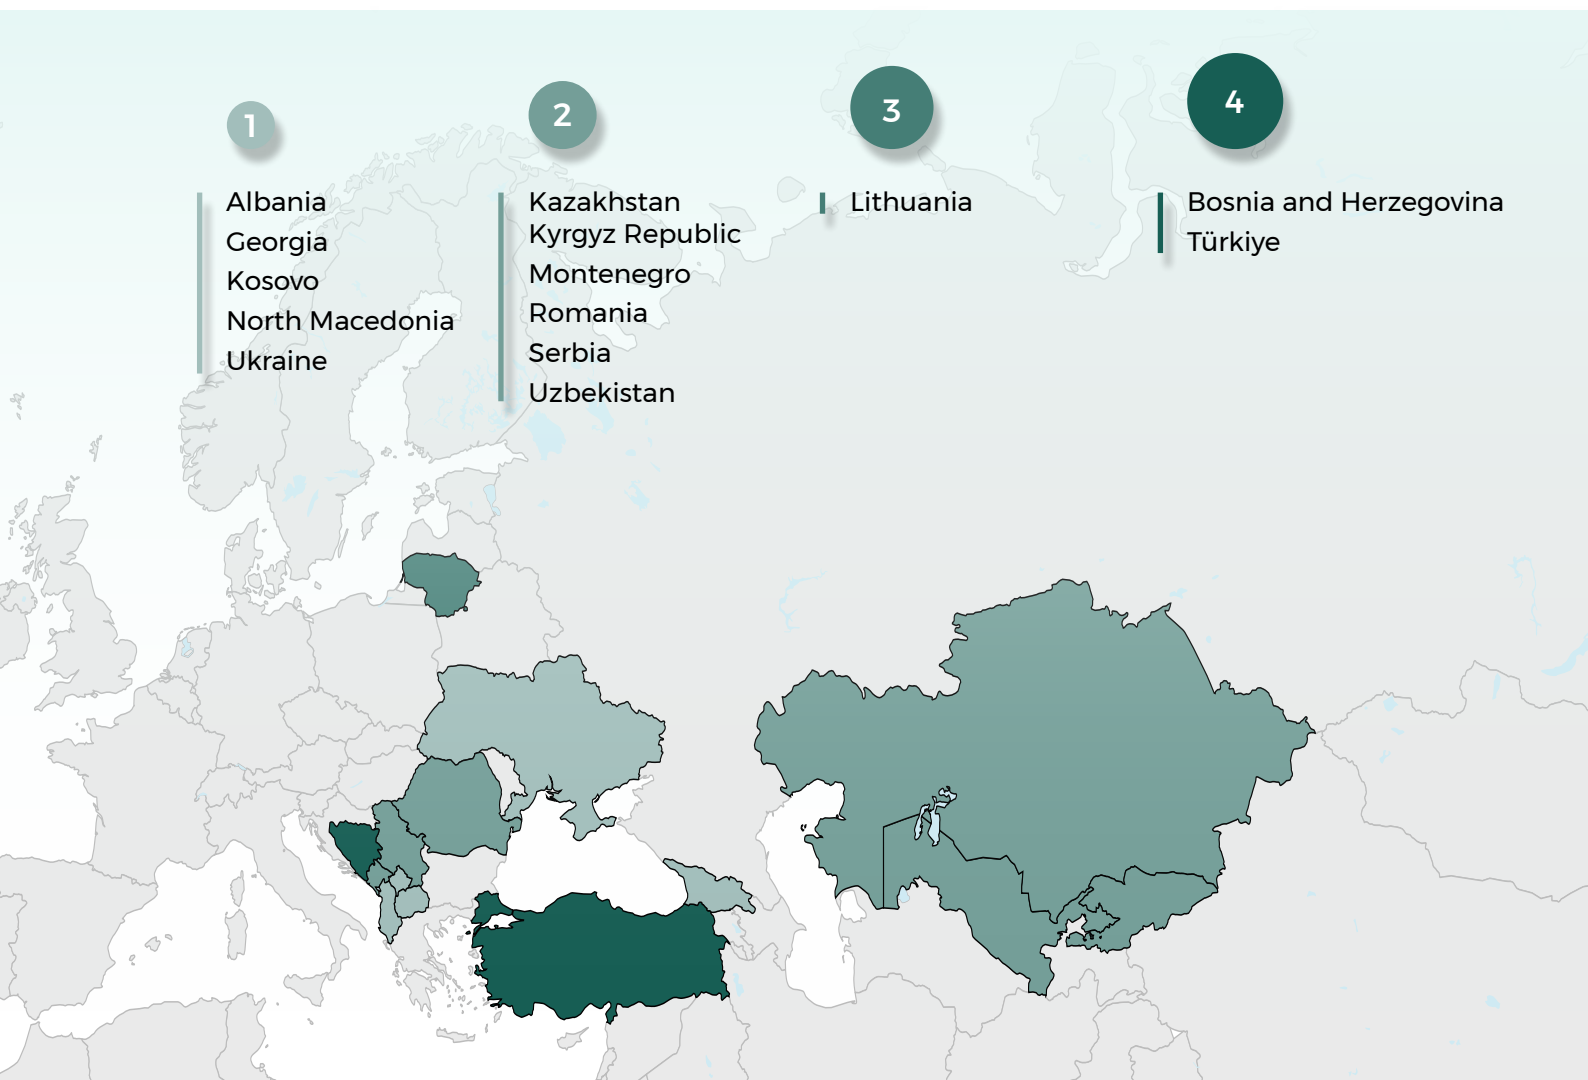 1
Albania
Georgia
Kosovo
North Macedonia
Ukraine
2
Kazakhstan
Kyrgyz Republic
Montenegro
Romania
Serbia
Uzbekistan
3
Lithuania
4
Bosnia and Herzegovina
Türkiye